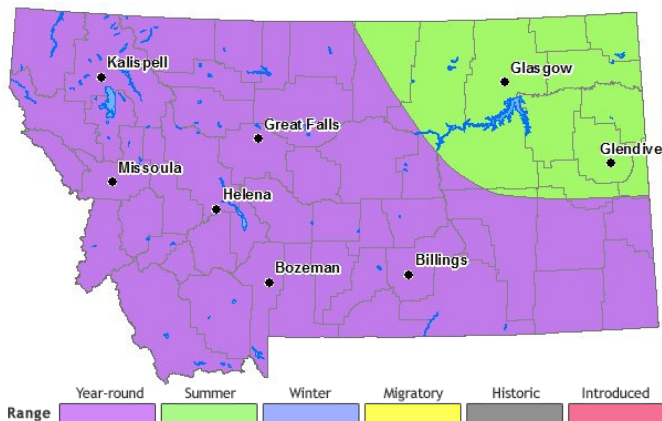 Kalispell
Glasgow
Great Falls
Glendive
Missoula
Helena
Bozeman
Billings
Year-round Summer Winter Migratory Historic Introduced
Range